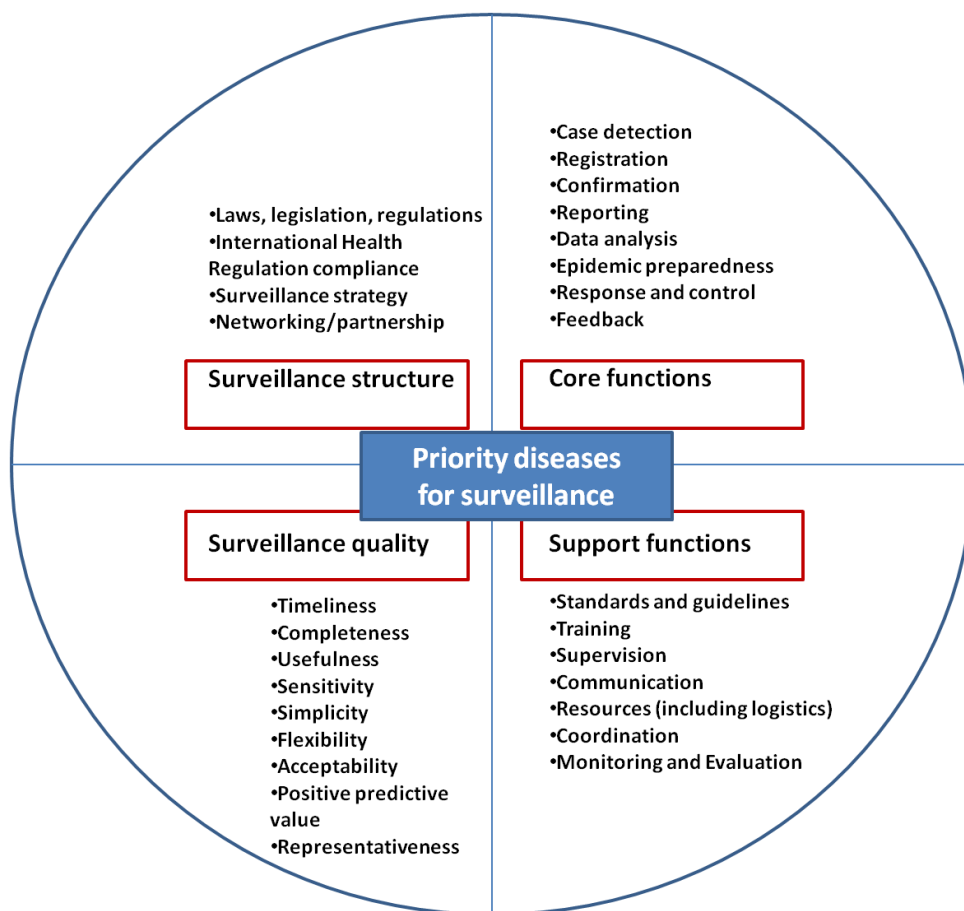 •Laws, legislation, regulations
•International Health
Regulation compliance
•Surveillance strategy
•Networking/partnership
Surveillance structure
•Case detection
•Registration
•Confirmation
•Reporting
•Data analysis
•Epidemic preparedness
•Response and control
•Feedback
Core functions
Priority diseases
for surveillance
Surveillance quality
•Timeliness
•Completeness
•Usefulness
•Sensitivity
•Simplicity
•Flexibility
•Acceptability
•Positive predictive
value
•Representativeness
Support functions
•Standards and guidelines
•Training
•Supervision
•Communication
•Resources (including logistics)
•Coordination
•Monitoring and Evaluation